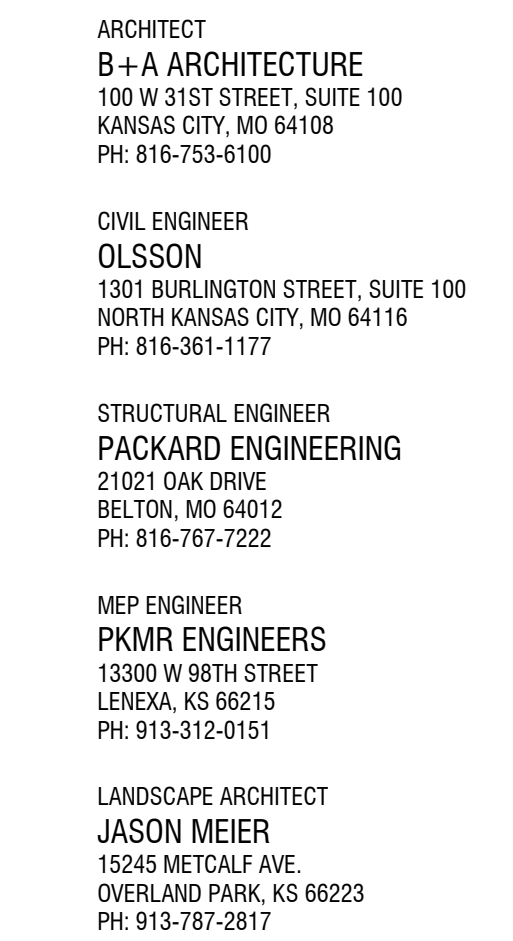 ARCHITECT
B+A ARCHITECTURE
100 W 31ST STREET, SUITE 100
KANSAS CITY, MO 64108
PH: 816-753-6100
CIVIL ENGINEER
OLSSON
1301 BURLINGTON STREET, SUITE 100
NORTH KANSAS CITY, MO 64116
PH: 816-361-1177
STRUCTURAL ENGINEER
PACKARD ENGINEERING
21021 OAK DRIVE
BELTON, MO 64012
PH: 816-767-7222
MEP ENGINEER
PKMR ENGINEERS
13300 W 98TH STREET
LENEXA, KS 66215
PH: 913-312-0151
LANDSCAPE ARCHITECT
JASON MEIER
15245 METCALF AVE.
OVERLAND PARK, KS 66223
PH: 913-787-2817